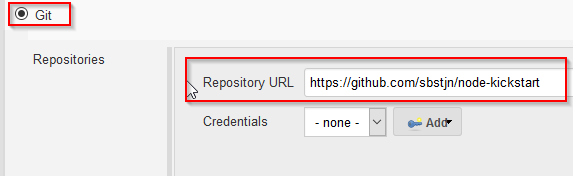 Git
Repositories
Repository URL https://github.com/sbstjn/node-kickstart
Credentials - none - Add